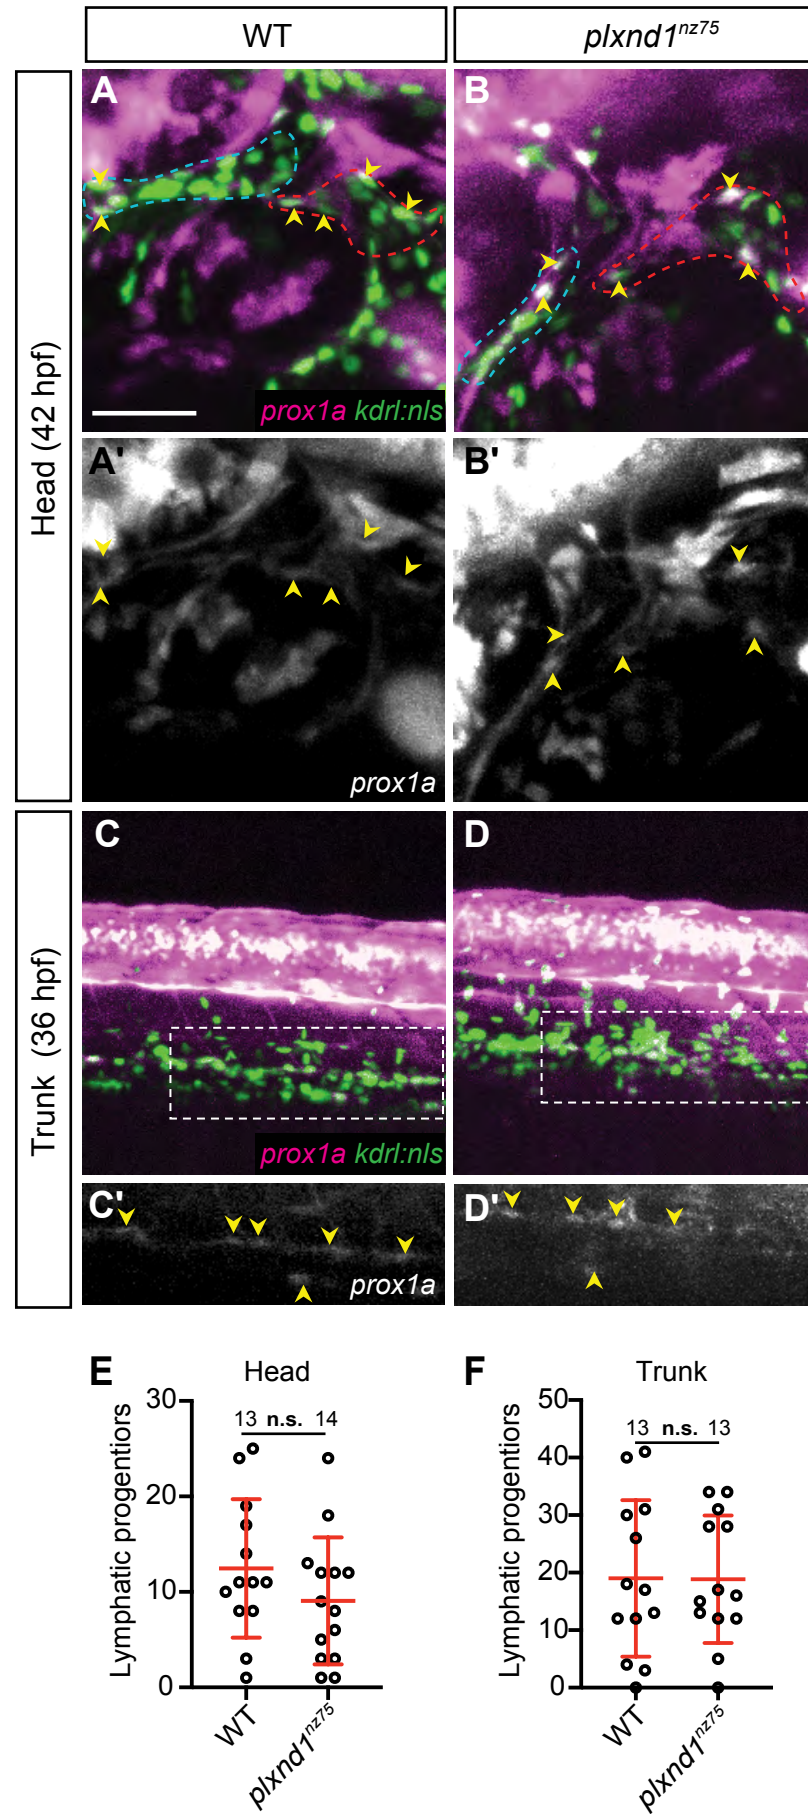 WT
plxnd1nz75
Head (42 hpf)
A
B
prox1a kdrl:nls
A'
B'
prox1a
Trunk (36 hpf)
C
D
prox1a kdrl:nls
C'
D'
prox1a
E
Head
Lymphatic progentiors
30
20
10
0
13 n.s. 14
WT
plxnd1nz75
F
Trunk
Lymphatic progentiors
50
40
30
20
10
0
13 n.s. 13
WT
plxnd1nz75